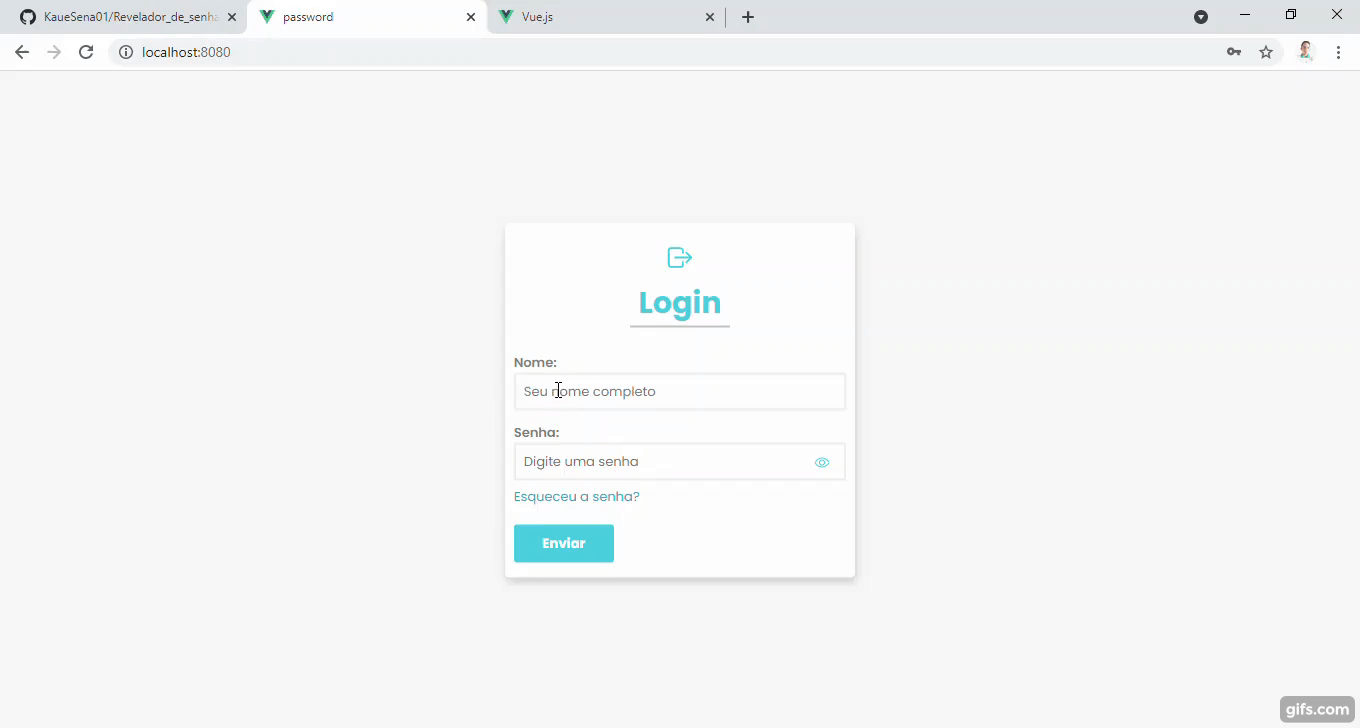 KaueSena01/Revelador_de_senha
password
Vue.js
localhost:8080
Login
Nome:
Seu nome completo
Senha:
Digite uma senha
Esqueceu a senha?
Enviar
gifs.com